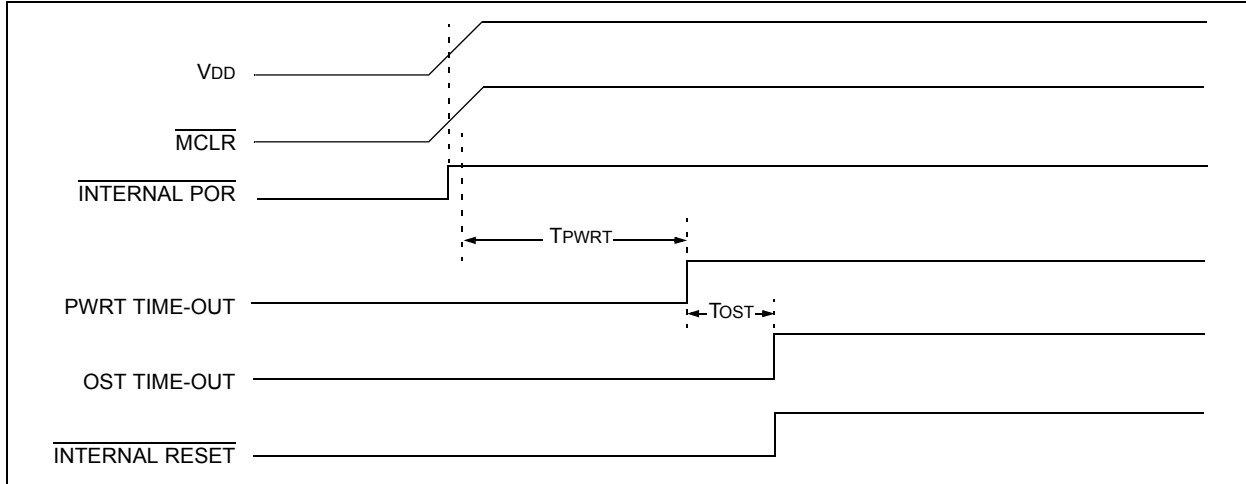 VDD
MCLR
INTERNAL POR
TPWRT
PWRT TIME-OUT
TOST
OST TIME-OUT
INTERNAL RESET